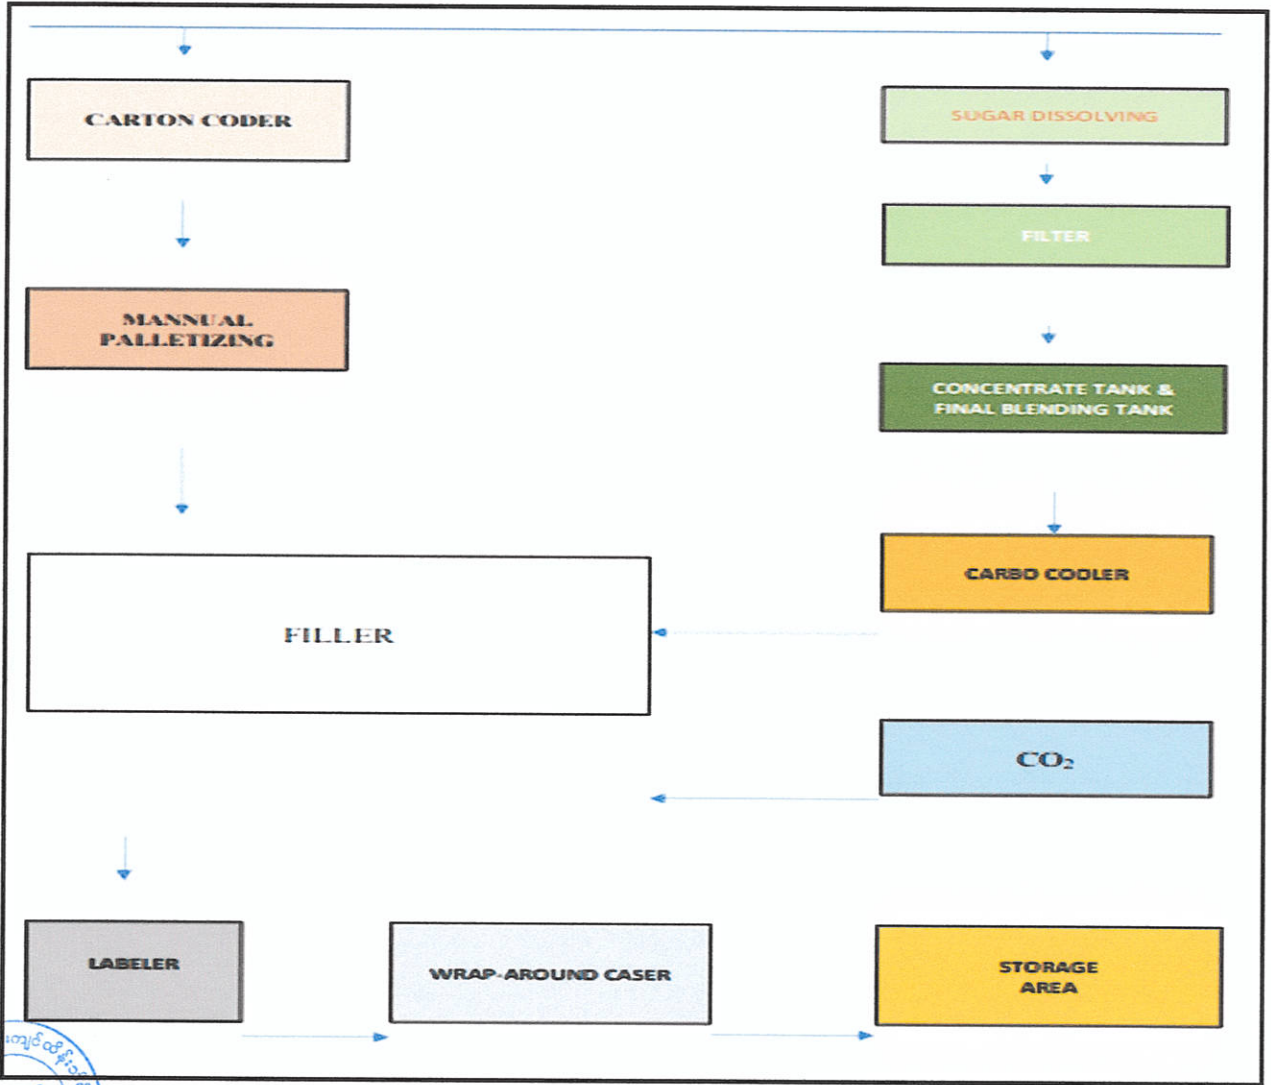 CARTON CODER
SUGAR DISSOLVING
FILTER
MANNUAL
PALLETIZING
CONCENTRATE TANK &
FINAL BLENDING TANK
CARBO COOLER
FILLER
CO₂
LABELER
WRAP-AROUND CASER
STORAGE
AREA